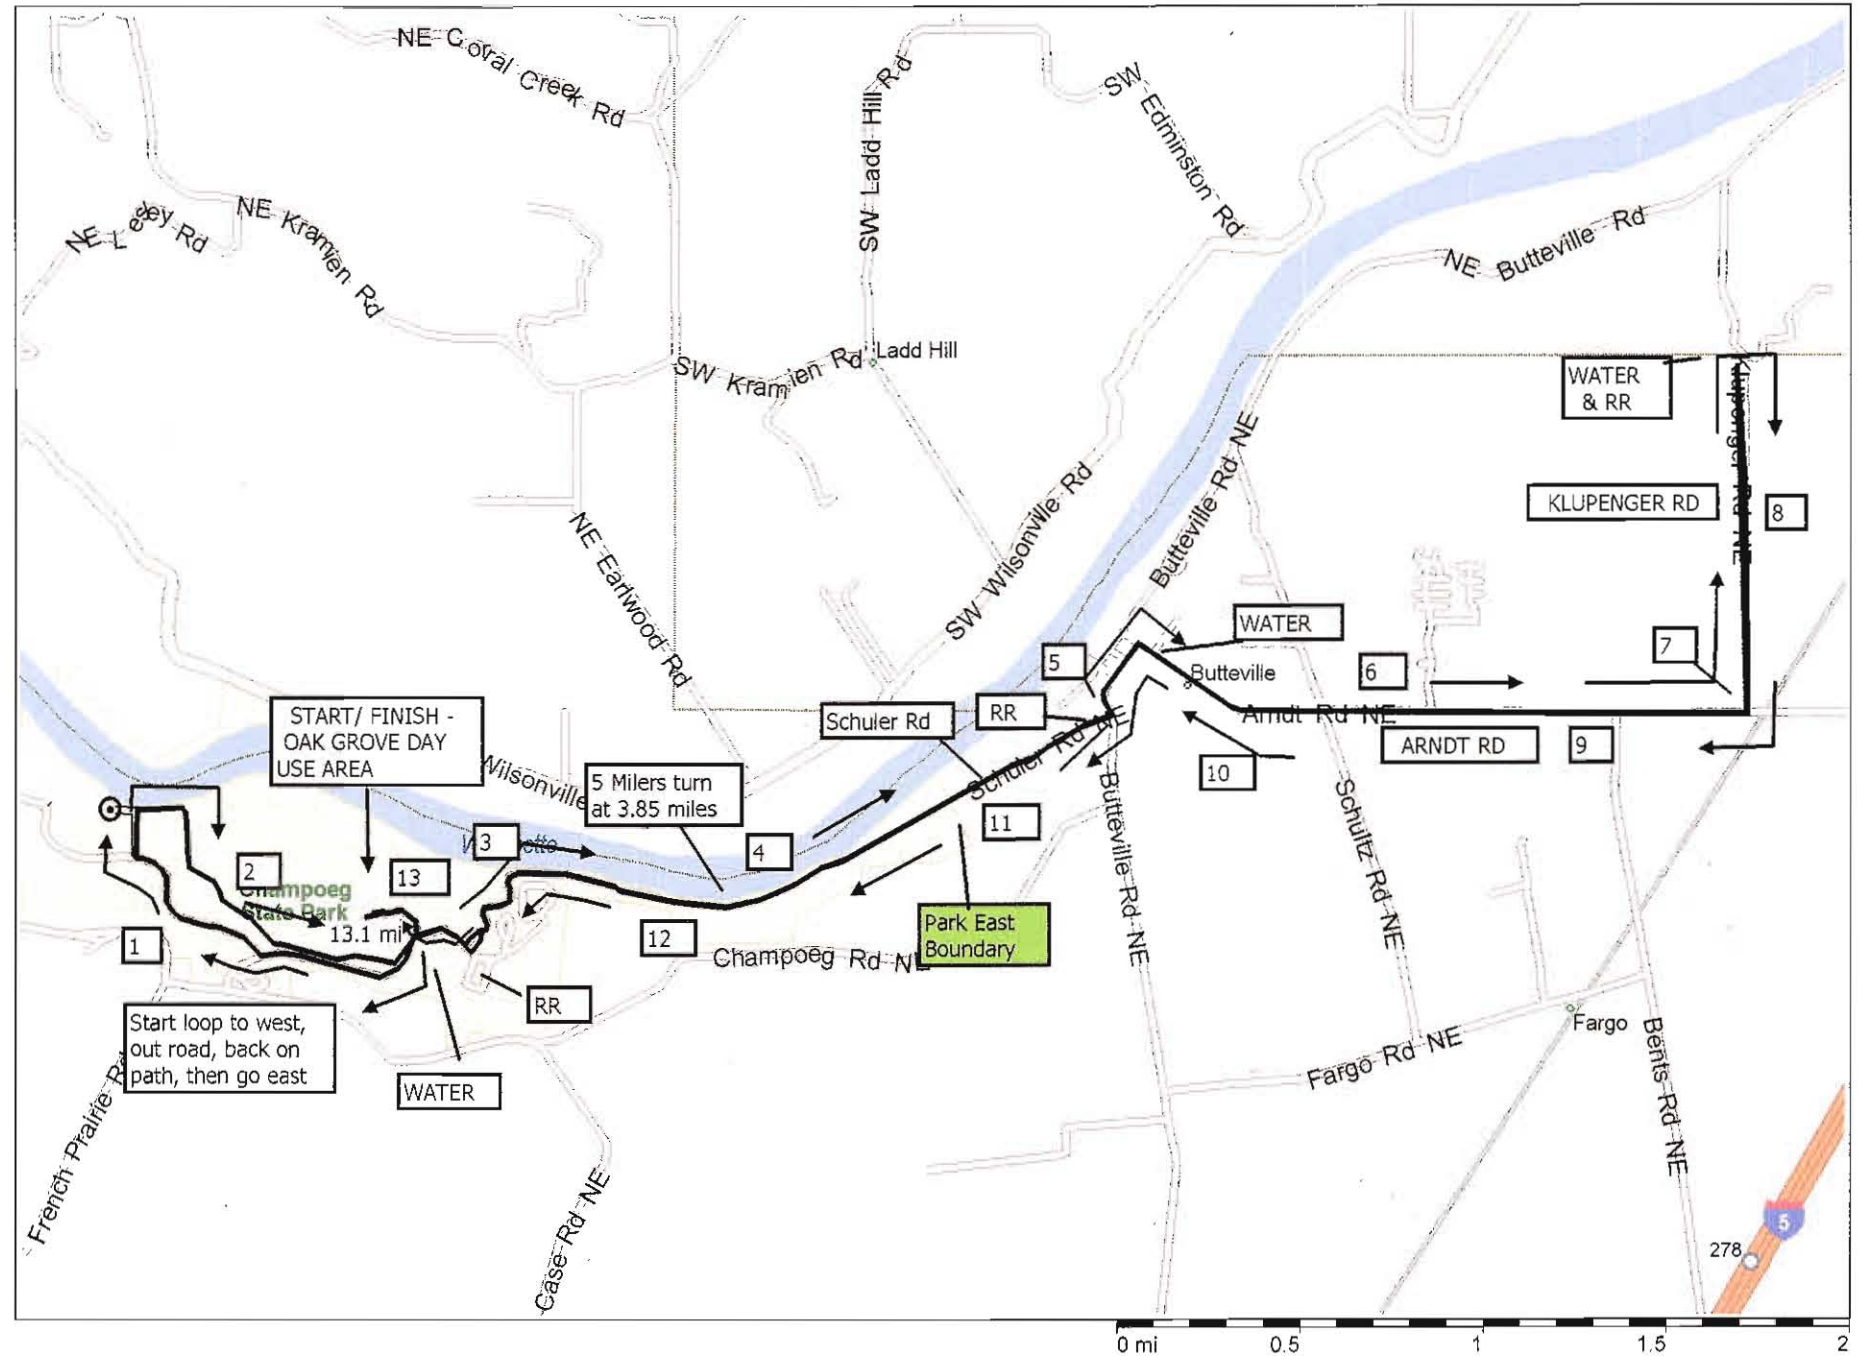 NE Corral Creek Rd
SW Ladd Hill Rd
SW Edminston Rd
NE Lesley Rd
NE Kramien Rd
NE Butteville Rd
SW Kramien Rd
Ladd Hill
WATER
& RR
Klupenger Rd NE
KLUPENGER RD
8
Butteville Rd NE
SW Wilsonville Rd
NE Earlwood Rd
WATER
5
6
7
Butteville
START/ FINISH -
OAK GROVE DAY
USE AREA
Schuler Rd
RR
Arndt Rd NE
ARNDT RD
9
10
Wilsonville
5 Milers turn
at 3.85 miles
Schuler Rd NE
Butteville Rd NE
Schultz Rd NE
11
3
4
2
13
Champoeg
State Park
13.1 mi
1
12
Park East
Boundary
Champoeg Rd NE
RR
Start loop to west,
out road, back on
path, then go east
WATER
Fargo
Fargo Rd NE
Bents Rd NE
French Prairie Rd
Case Rd NE
5
278
0 mi 0.5 1 1.5 2